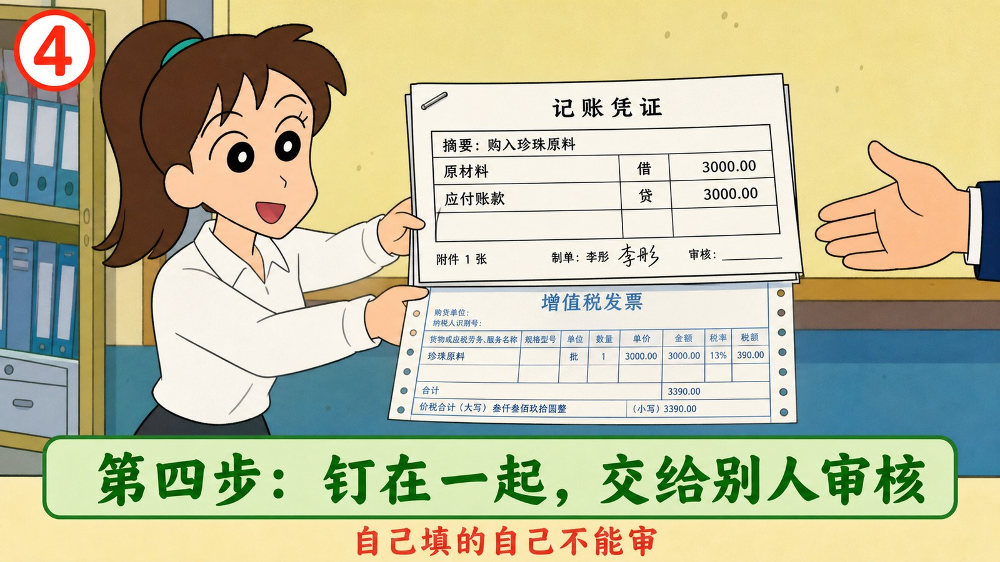 4
记账凭证
摘要：购入珍珠原料
原材料 借 3000.00
应付账款 贷 3000.00
附件 1 张 制单：李彤 李彤 审核：
增值税发票
购货单位：
纳税人识别号：
货物或应税劳务、服务名称 规格型号 单位 数量 单价 金额 税率 税额
珍珠原料 批 1 3000.00 3000.00 13% 390.00
合计 3390.00
价税合计（大写）叁仟叁佰玖拾圆整 （小写）3390.00
第四步：钉在一起，交给别人审核
自己填的自己不能审